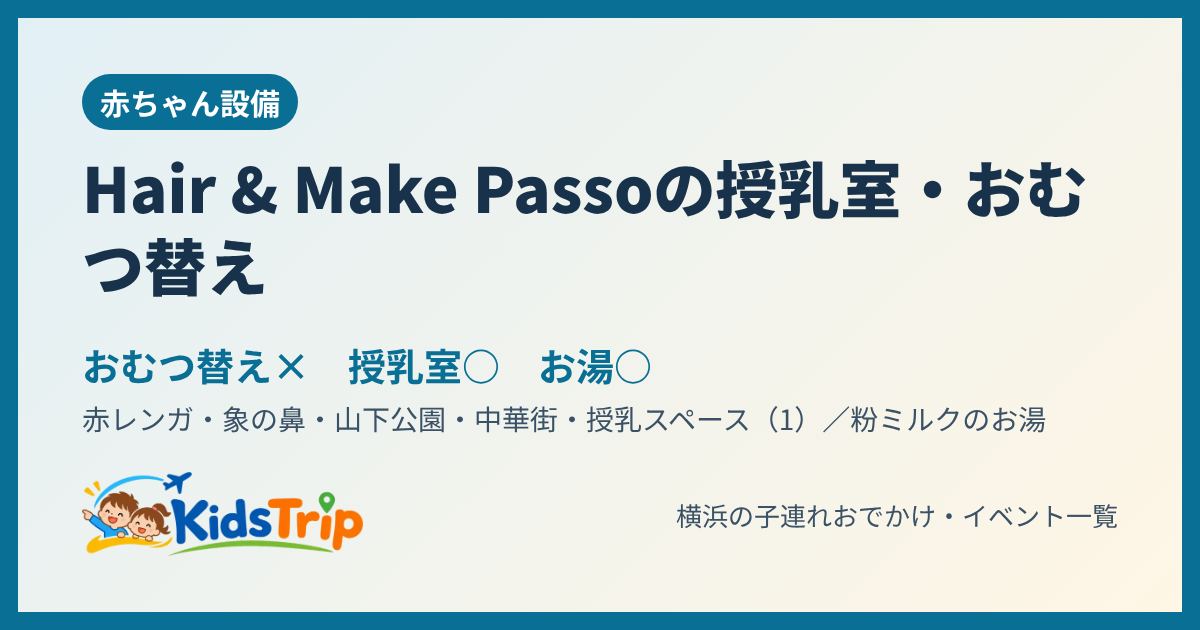 赤ちゃん設備
Hair & Make Passoの授乳室・おむ
つ替え
おむつ替え×　授乳室○　お湯○
赤レンガ・象の鼻・山下公園・中華街・授乳スペース（1）／粉ミルクのお湯
KidsTrip
横浜の子連れおでかけ・イベント一覧